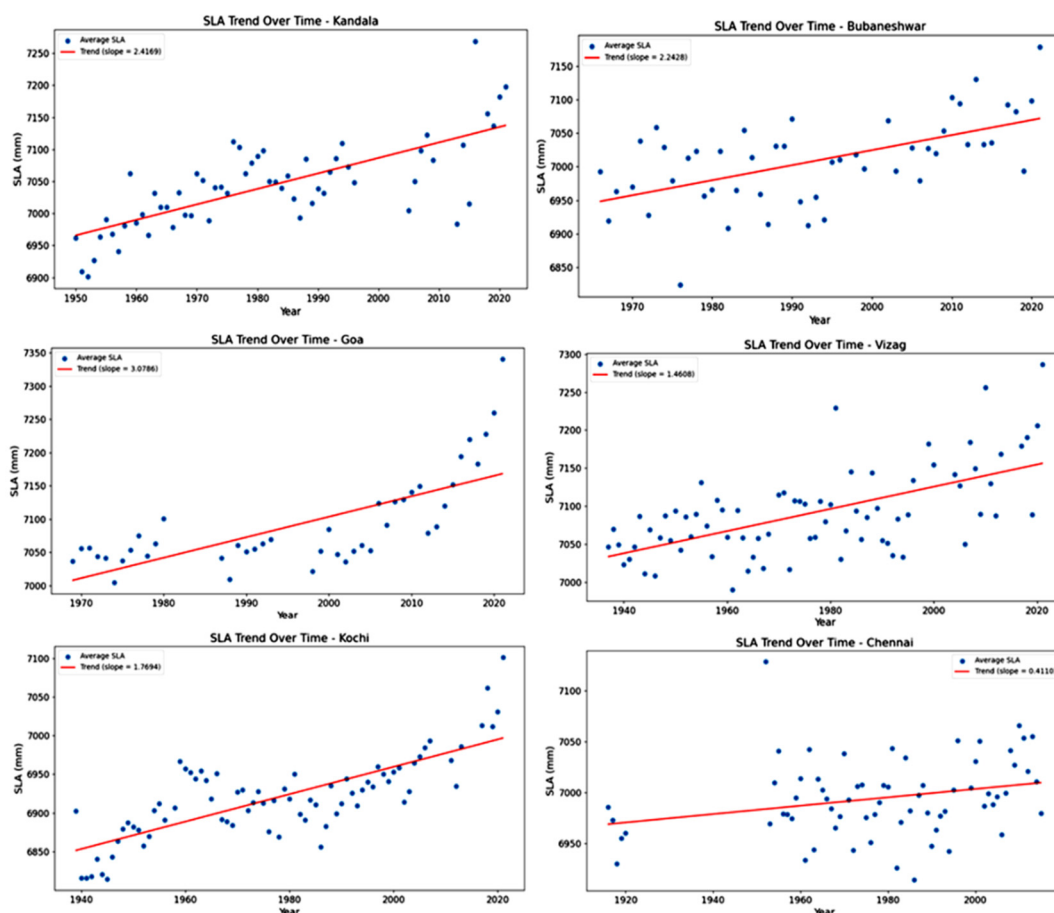 SLA Trend Over Time - Kandala
Average SLA
Trend (slope = 2.4169)
7250
7200
7150
7100
7050
7000
6950
6900
SLA (mm)
1950 1960 1970 1980 1990 2000 2010 2020
Year
SLA Trend Over Time - Bubaneshwar
Average SLA
Trend (slope = 2.2428)
7150
7100
7050
7000
6950
6900
6850
SLA (mm)
1970 1980 1990 2000 2010 2020
Year
SLA Trend Over Time - Goa
Average SLA
Trend (slope = 3.0786)
7350
7300
7250
7200
7150
7100
7050
7000
SLA (mm)
1970 1980 1990 2000 2010 2020
Year
SLA Trend Over Time - Vizag
Average SLA
Trend (slope = 1.4608)
7300
7250
7200
7150
7100
7050
7000
SLA (mm)
1940 1960 1980 2000 2020
Year
SLA Trend Over Time - Kochi
Average SLA
Trend (slope = 1.7694)
7100
7050
7000
6950
6900
6850
6800
SLA (mm)
1940 1960 1980 2000 2020
Year
SLA Trend Over Time - Chennai
Average SLA
Trend (slope = 0.4110)
7100
7050
7000
6950
SLA (mm)
1920 1940 1960 1980 2000
Year